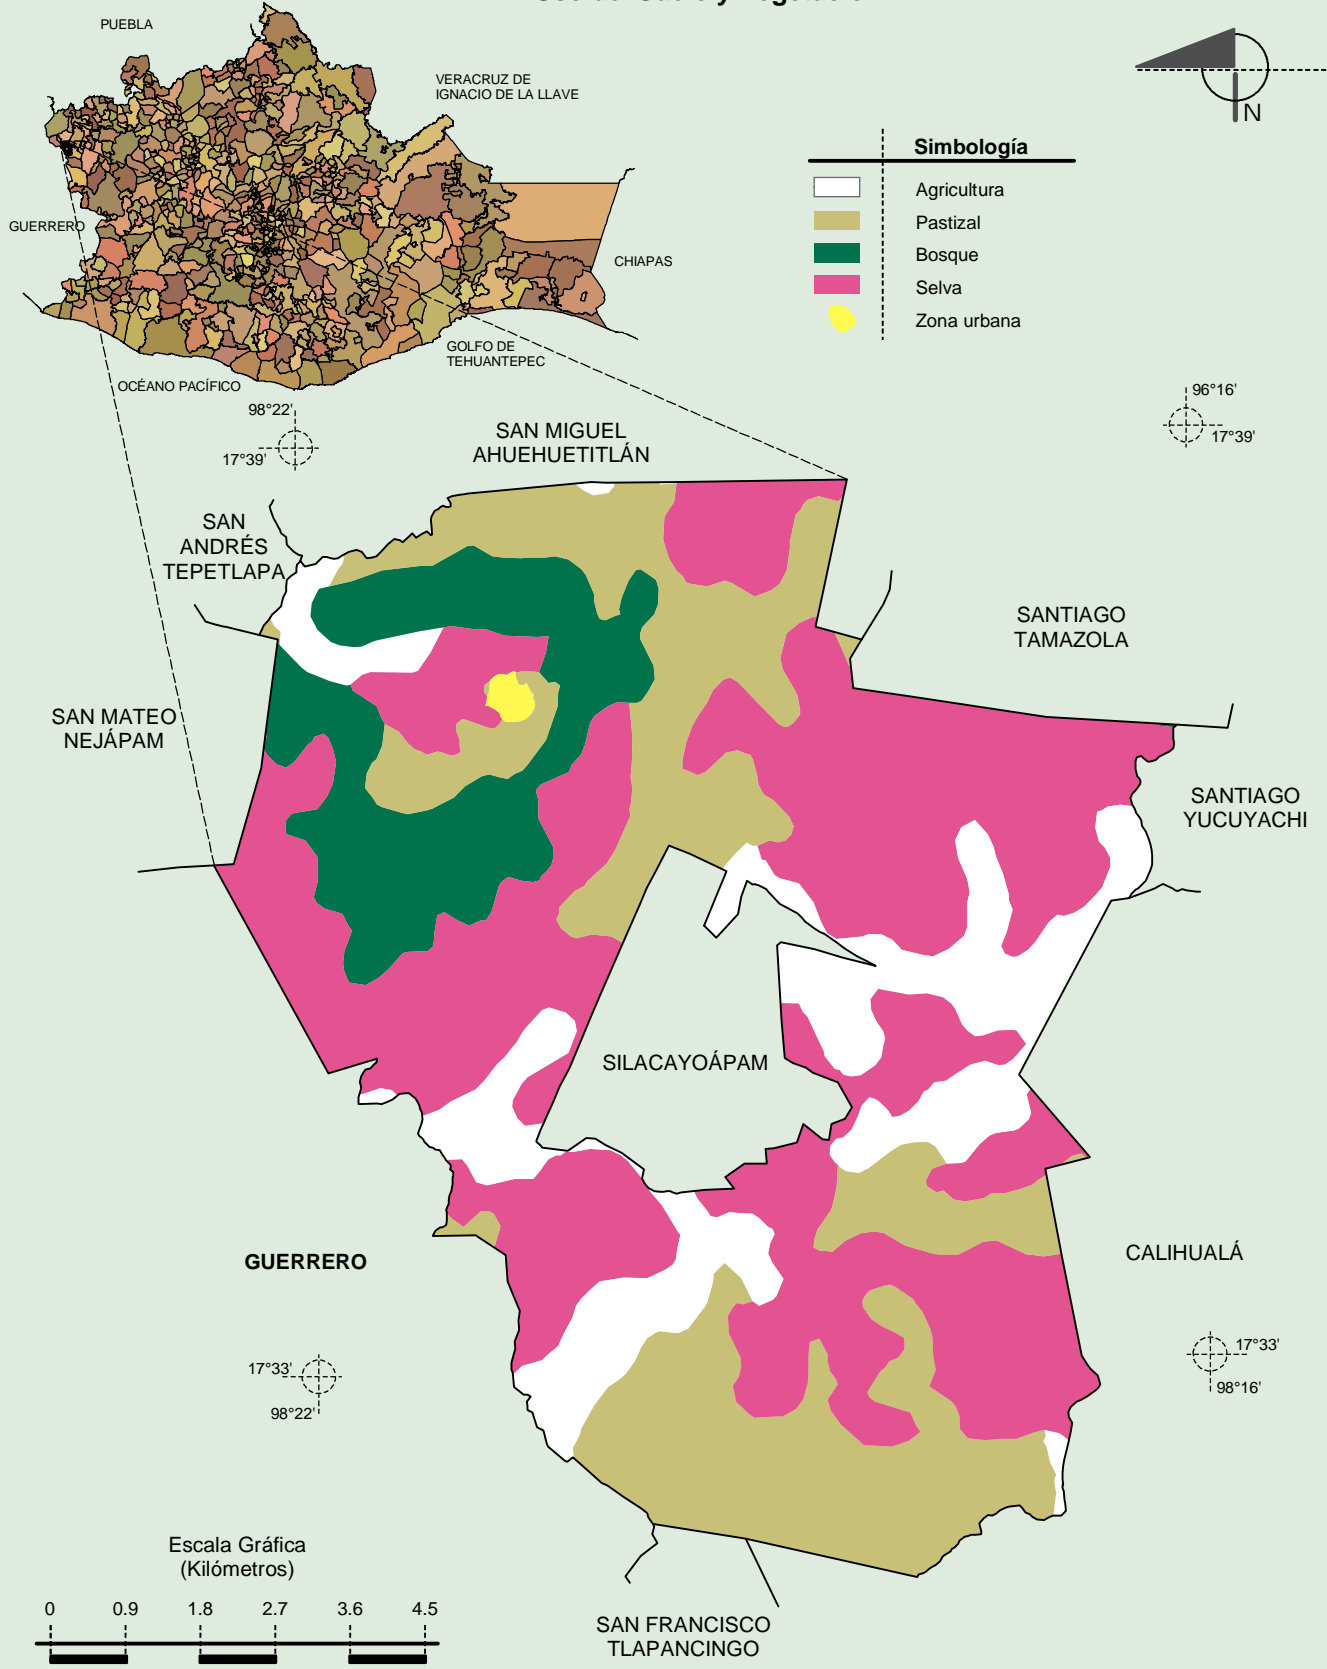 PUEBLA
VERACRUZ DE
IGNACIO DE LA LLAVE
GUERRERO
CHIAPAS
GOLFO DE
TEHUANTEPEC
OCÉANO PACÍFICO
N
Simbología
Agricultura
Pastizal
Bosque
Selva
Zona urbana
98°22'
17°39'
96°16'
17°39'
SAN MIGUEL
AHUEHUETITLÁN
SAN
ANDRÉS
TEPETLAPA
SANTIAGO
TAMAZOLA
SAN MATEO
NEJÁPAM
SANTIAGO
YUCUYACHI
SILACAYOÁPAM
GUERRERO
CALIHUALÁ
17°33'
98°22'
17°33'
98°16'
Escala Gráfica
(Kilómetros)
0 0.9 1.8 2.7 3.6 4.5
SAN FRANCISCO
TLAPANCINGO